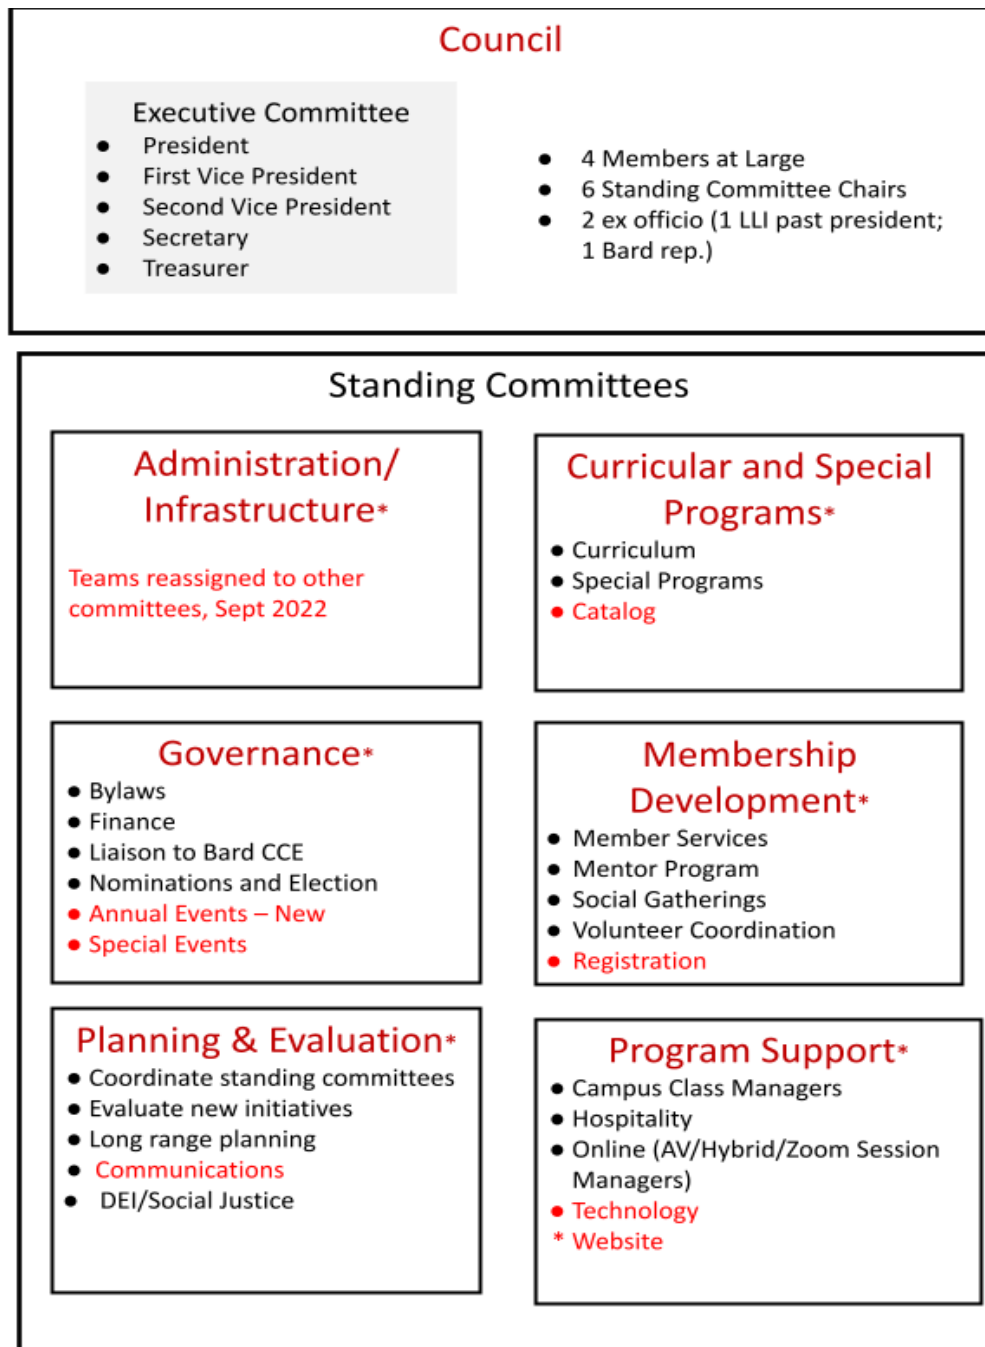 Council
Executive Committee
● President
● First Vice President
● Second Vice President
● Secretary
● Treasurer
● 4 Members at Large
● 6 Standing Committee Chairs
● 2 ex officio (1 LLI past president;
1 Bard rep.)
Standing Committees
Administration/
Infrastructure*
Teams reassigned to other
committees, Sept 2022
Curricular and Special
Programs*
● Curriculum
● Special Programs
● Catalog
Governance*
● Bylaws
● Finance
● Liaison to Bard CCE
● Nominations and Election
● Annual Events – New
● Special Events
Membership
Development*
● Member Services
● Mentor Program
● Social Gatherings
● Volunteer Coordination
● Registration
Planning & Evaluation*
● Coordinate standing committees
● Evaluate new initiatives
● Long range planning
● Communications
● DEI/Social Justice
Program Support*
● Campus Class Managers
● Hospitality
● Online (AV/Hybrid/Zoom Session
Managers)
● Technology
* Website